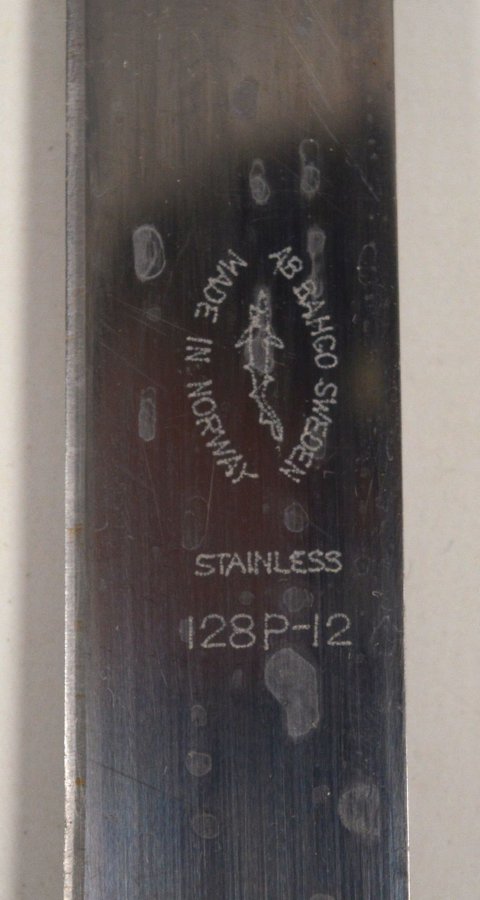 AB BAHCO SWEDEN
MADE IN NORWAY
STAINLESS
128P-12